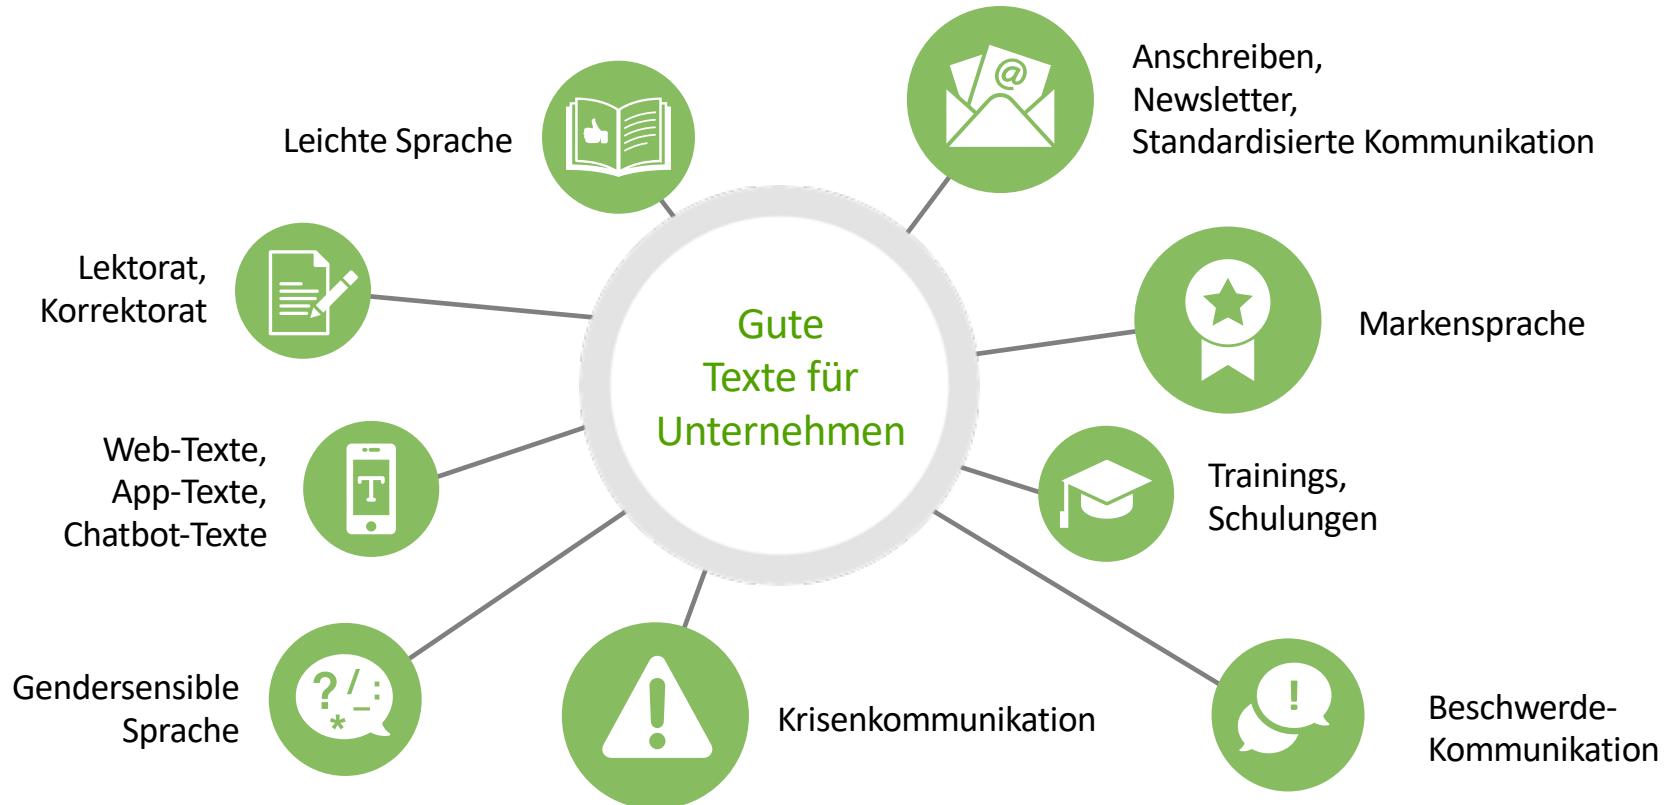 Leichte Sprache
Anschreiben,
Newsletter,
Standardisierte Kommunikation
@
Lektorat,
Korrektorat
Gute
Texte für
Unternehmen
Markensprache
Web-Texte,
App-Texte,
Chatbot-Texte
T
Trainings,
Schulungen
Gendersensible
Sprache
?/_:
*
!
Krisenkommunikation
!
Beschwerde-
Kommunikation